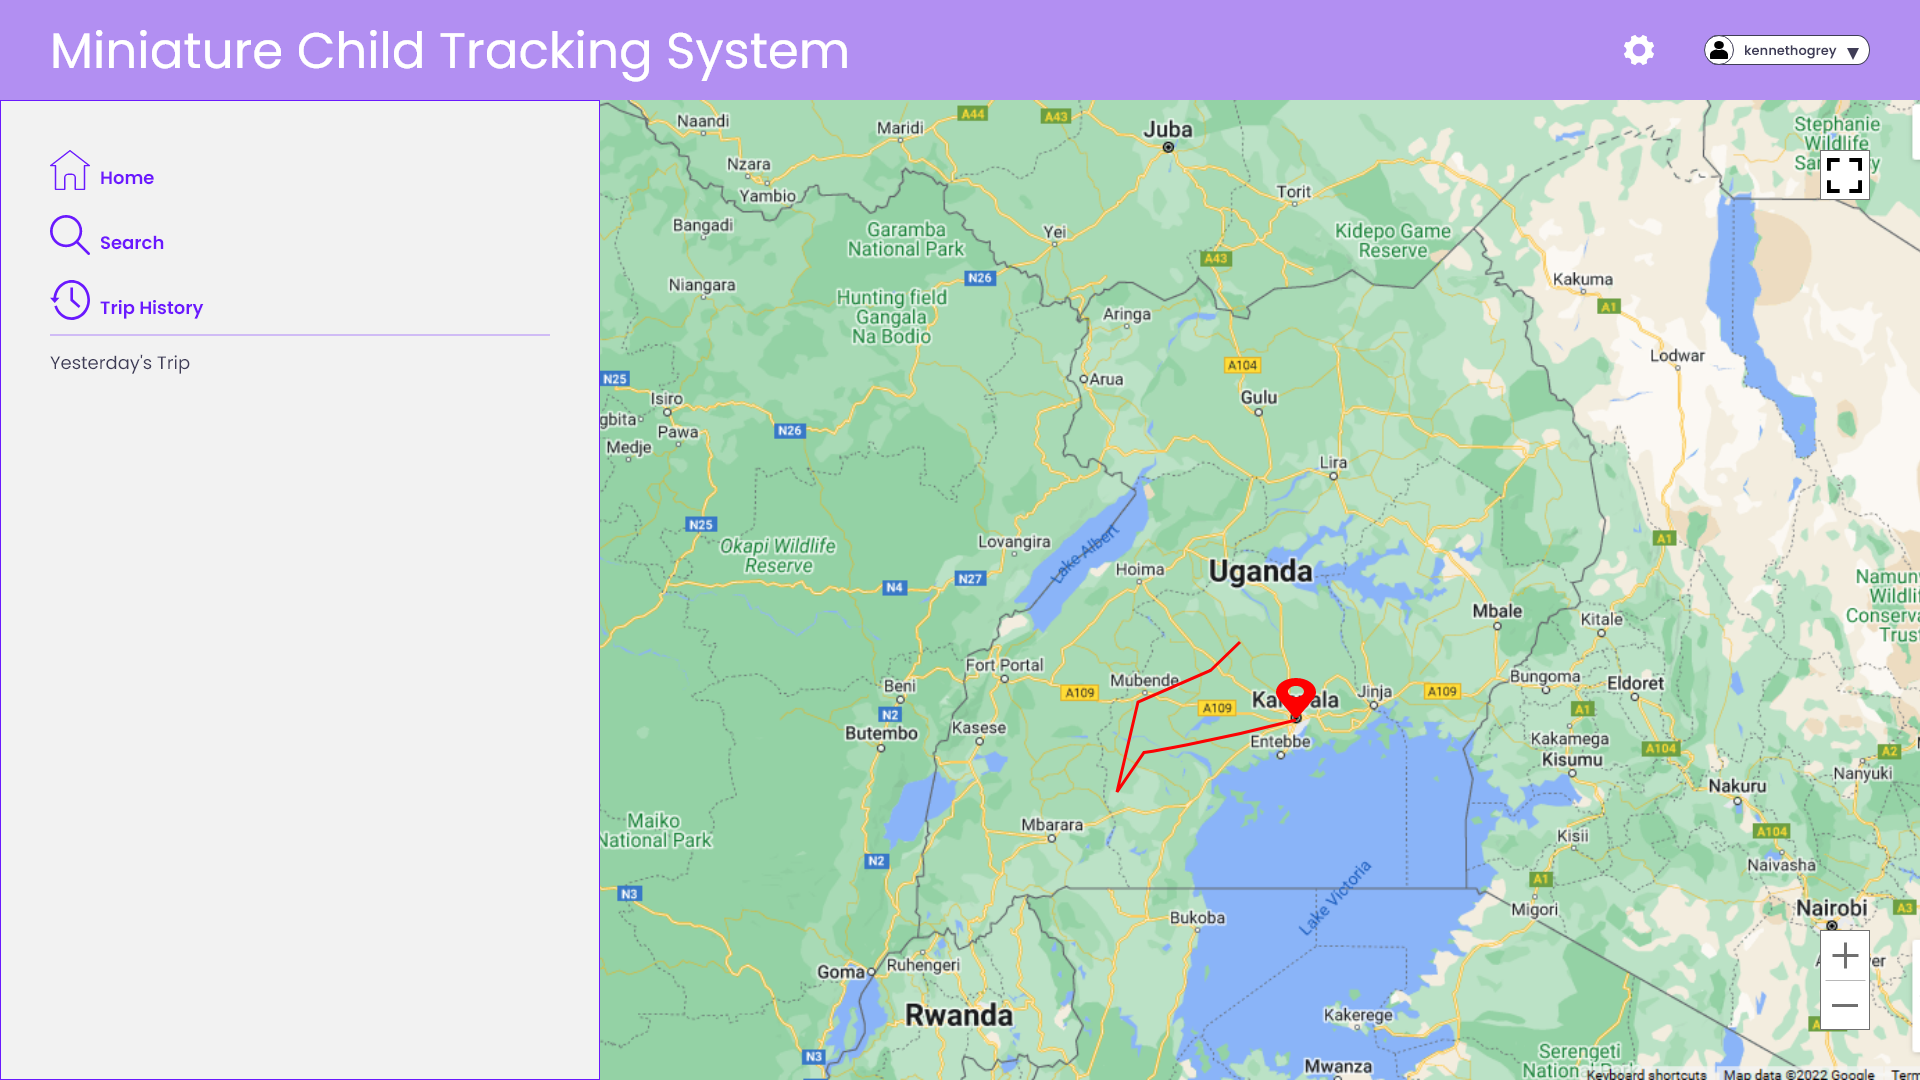 Miniature Child Tracking System
kennethogrey
Home
Search
Trip History
Yesterday's Trip
Naandi
A44
A43
Maridi
Juba
Stephanie
Wildlife
Nzara
Yambio
Torit
Bangadi
Garamba
National Park
Yei
Kidepo Game
Reserve
A43
N26
Niangara
Kakuma
Hunting field
Gangala
Na Bodio
A1
Aringa
Lodwar
A104
N25
Arua
Isiro
Gulu
gbita
Pawa
N26
Medje
Lira
N25
Lake Albert
A1
Okapi Wildlife
Reserve
Lovangira
Hoima
Uganda
N27
N4
Namun
Wildlif
Conserva
Trus
Mbale
Kitale
Fort Portal
Mubende
Beni
A109
A109
Jinja
A109
Bungoma
Eldoret
N2
A1
Butembo
Kasese
Entebbe
Kakamega
A104
A2
Kisumu
Nanyuki
Nakuru
Maiko
National Park
Mbarara
Kisii
A104
N2
Naivasha
N3
A1
Lake Victoria
Bukoba
Migori
Nairobi
A3
Goma
Ruhengeri
Rwanda
Kakerege
N3
Mwanza
Serengeti
Keyboard shortcuts
Map data ©2022 Google
Term